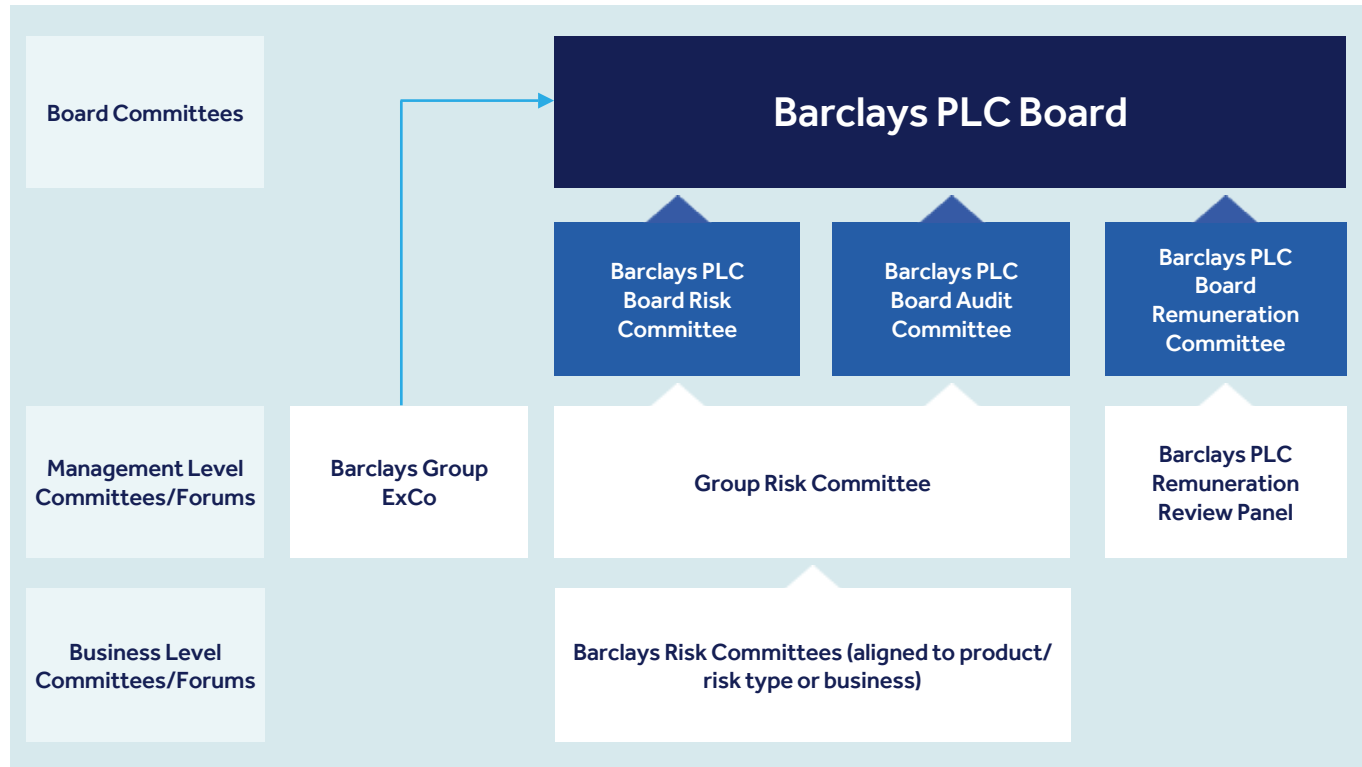 Board Committees
Barclays PLC Board
Barclays PLC
Board Risk
Committee
Barclays PLC
Board Audit
Committee
Barclays PLC
Board
Remuneration
Committee
Management Level
Committees/Forums
Barclays Group
ExCo
Group Risk Committee
Barclays PLC
Remuneration
Review Panel
Business Level
Committees/Forums
Barclays Risk Committees (aligned to product/
risk type or business)